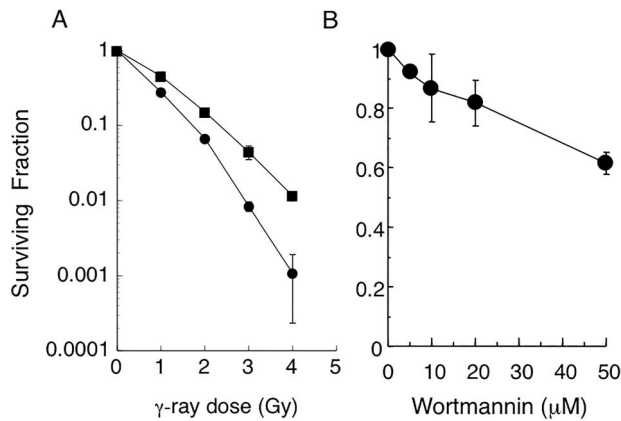 A
B
Surviving Fraction
1
0.1
0.01
0.001
0.0001
0 1 2 3 4 5
γ-ray dose (Gy)
1
0.8
0.6
0.4
0.2
0
0 10 20 30 40 50
Wortmannin (μM)